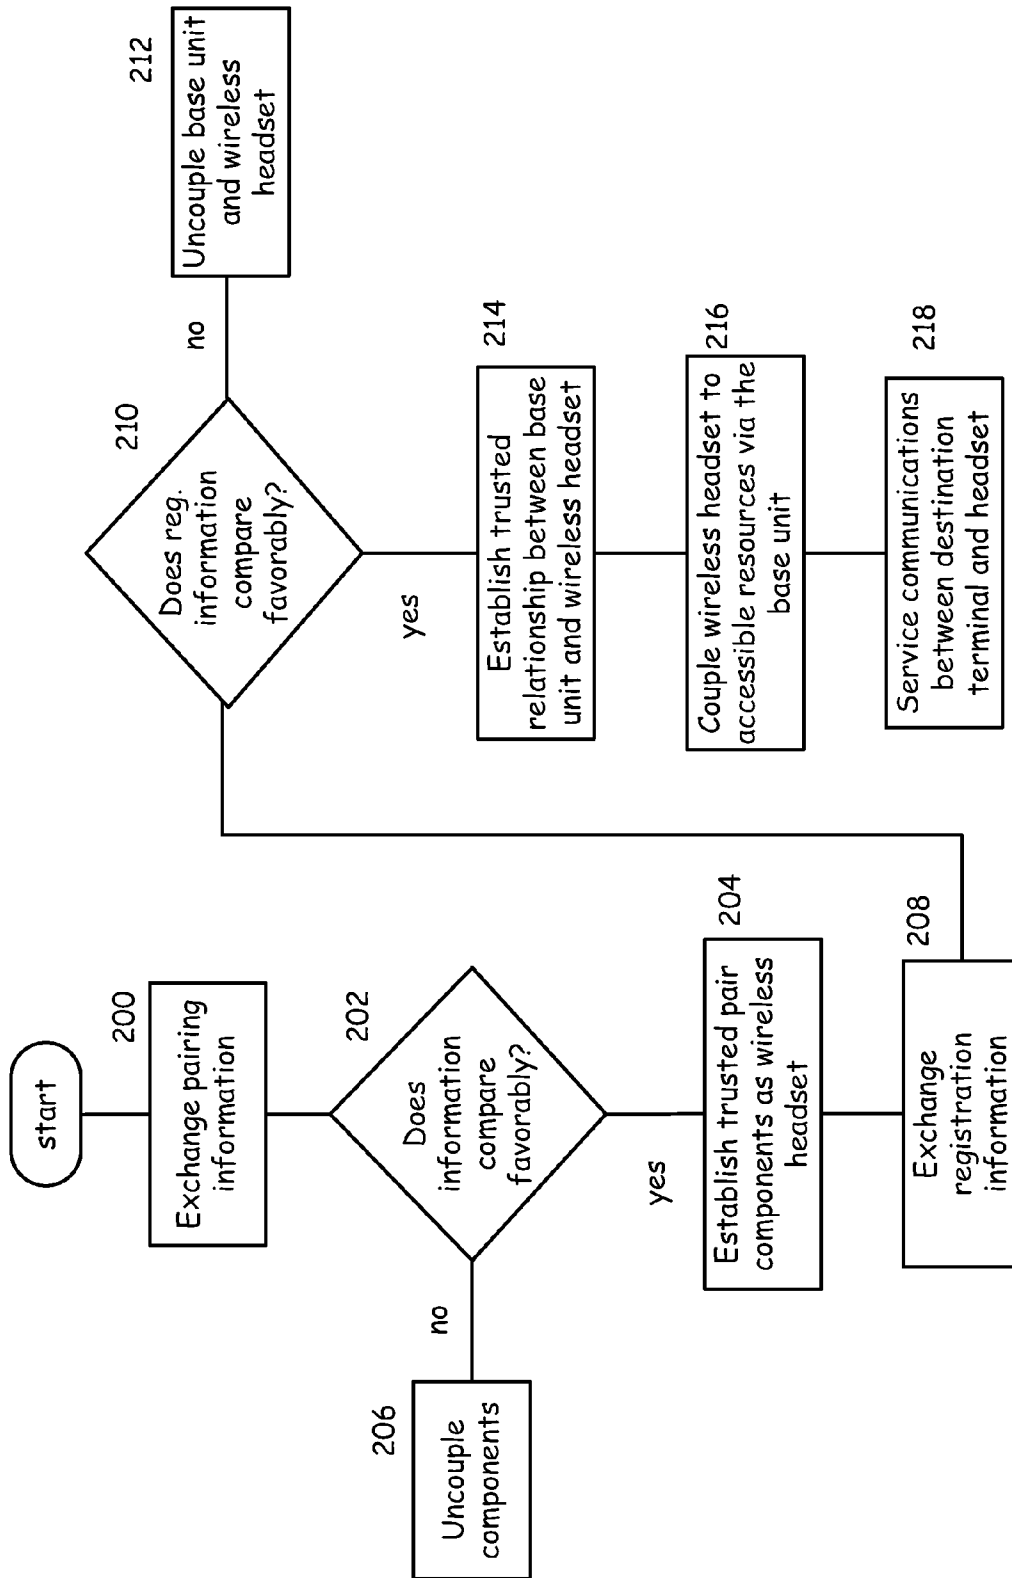 start
200
Exchange pairing
information
202
Does
information
compare
favorably?
no
206
Uncouple
components
yes
204
Establish trusted pair
components as wireless
headset
208
Exchange
registration
information
210
Does reg.
information
compare
favorably?
no
212
Uncouple base unit
and wireless
headset
yes
214
Establish trusted
relationship between base
unit and wireless headset
216
Couple wireless headset to
accessible resources via the
base unit
218
Service communications
between destination
terminal and headset